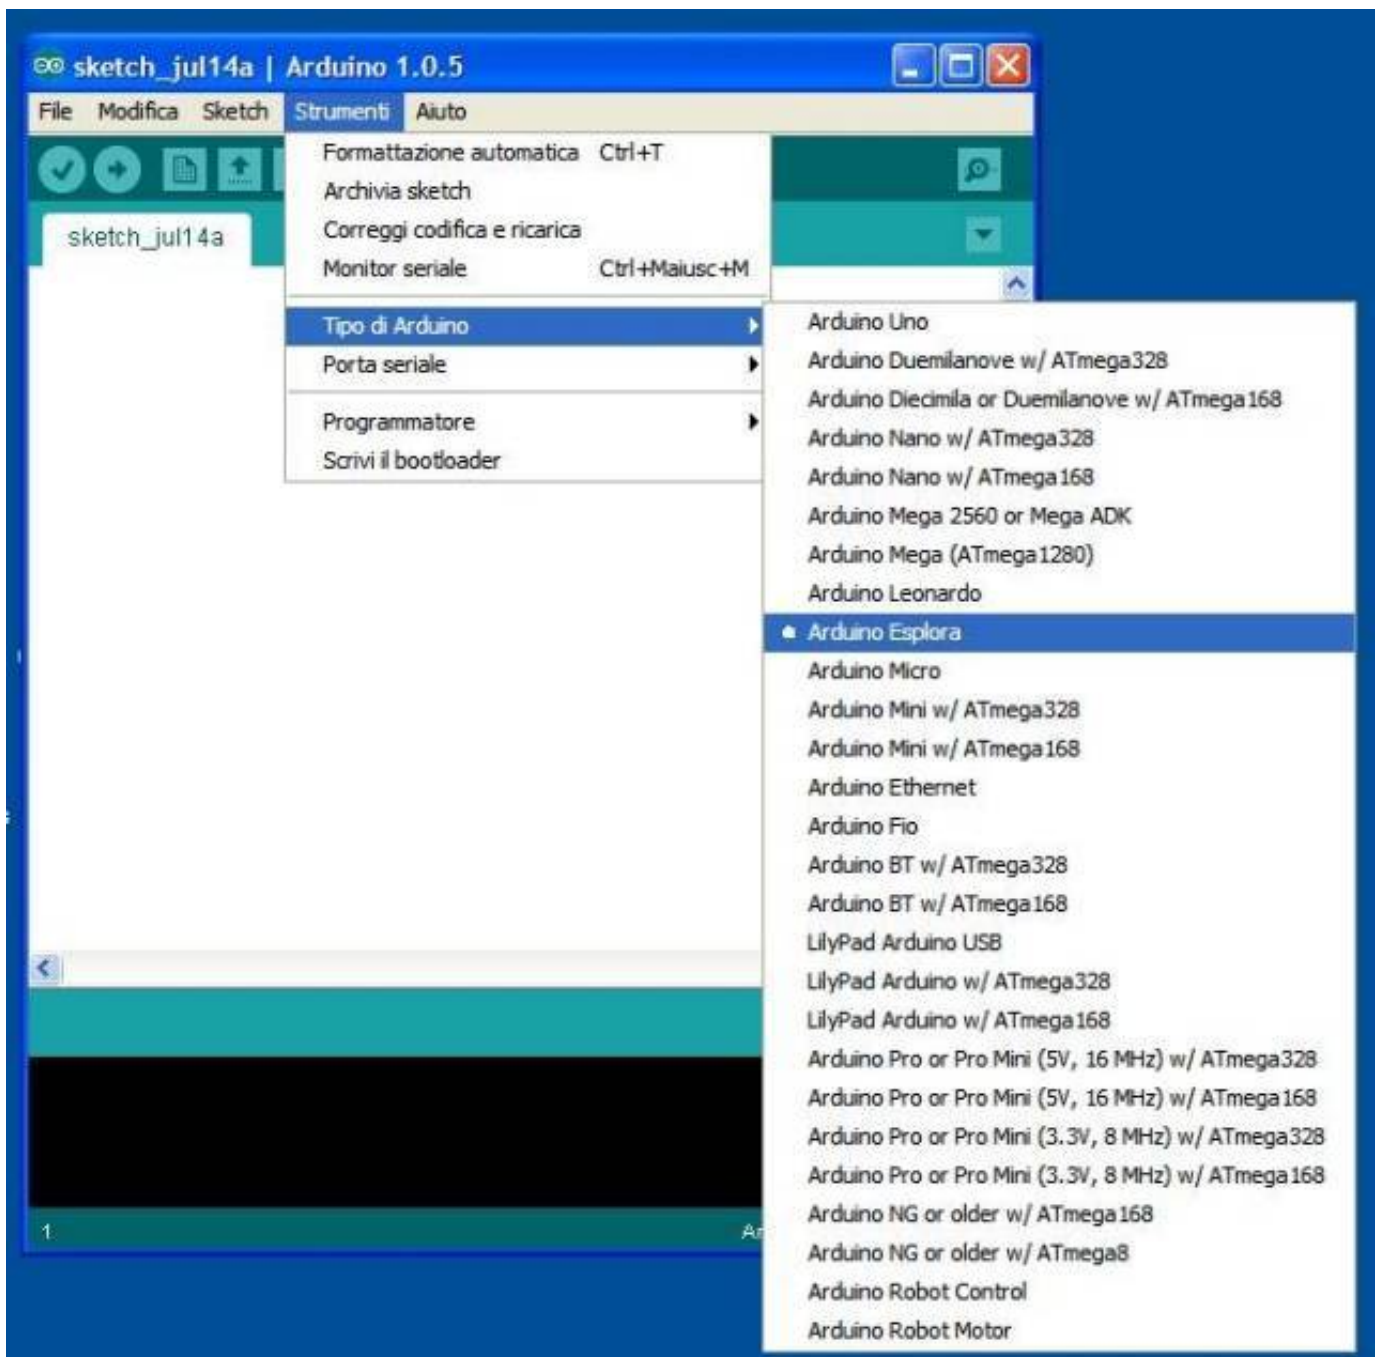 sketch_jul14a | Arduino 1.0.5
File Modifica Sketch Strumenti Aiuto
Formattazione automatica Ctrl+T
Archivia sketch
sketch_jul14a
Correggi codifica e ricarica
Monitor seriale Ctrl+Maiusc+M
Tipo di Arduino
Porta seriale
Programmatore
Scrivi il bootloader
Arduino Uno
Arduino Duemilanove w/ ATmega328
Arduino Diecimila or Duemilanove w/ ATmega168
Arduino Nano w/ ATmega328
Arduino Nano w/ ATmega168
Arduino Mega 2560 or Mega ADK
Arduino Mega (ATmega1280)
Arduino Leonardo
Arduino Esplora
Arduino Micro
Arduino Mini w/ ATmega328
Arduino Mini w/ ATmega168
Arduino Ethernet
Arduino Fio
Arduino BT w/ ATmega328
Arduino BT w/ ATmega168
LilyPad Arduino USB
LilyPad Arduino w/ ATmega328
LilyPad Arduino w/ ATmega168
Arduino Pro or Pro Mini (5V, 16 MHz) w/ ATmega328
Arduino Pro or Pro Mini (5V, 16 MHz) w/ ATmega168
Arduino Pro or Pro Mini (3.3V, 8 MHz) w/ ATmega328
Arduino Pro or Pro Mini (3.3V, 8 MHz) w/ ATmega168
Arduino NG or older w/ ATmega168
Arduino NG or older w/ ATmega8
Arduino Robot Control
Arduino Robot Motor
1